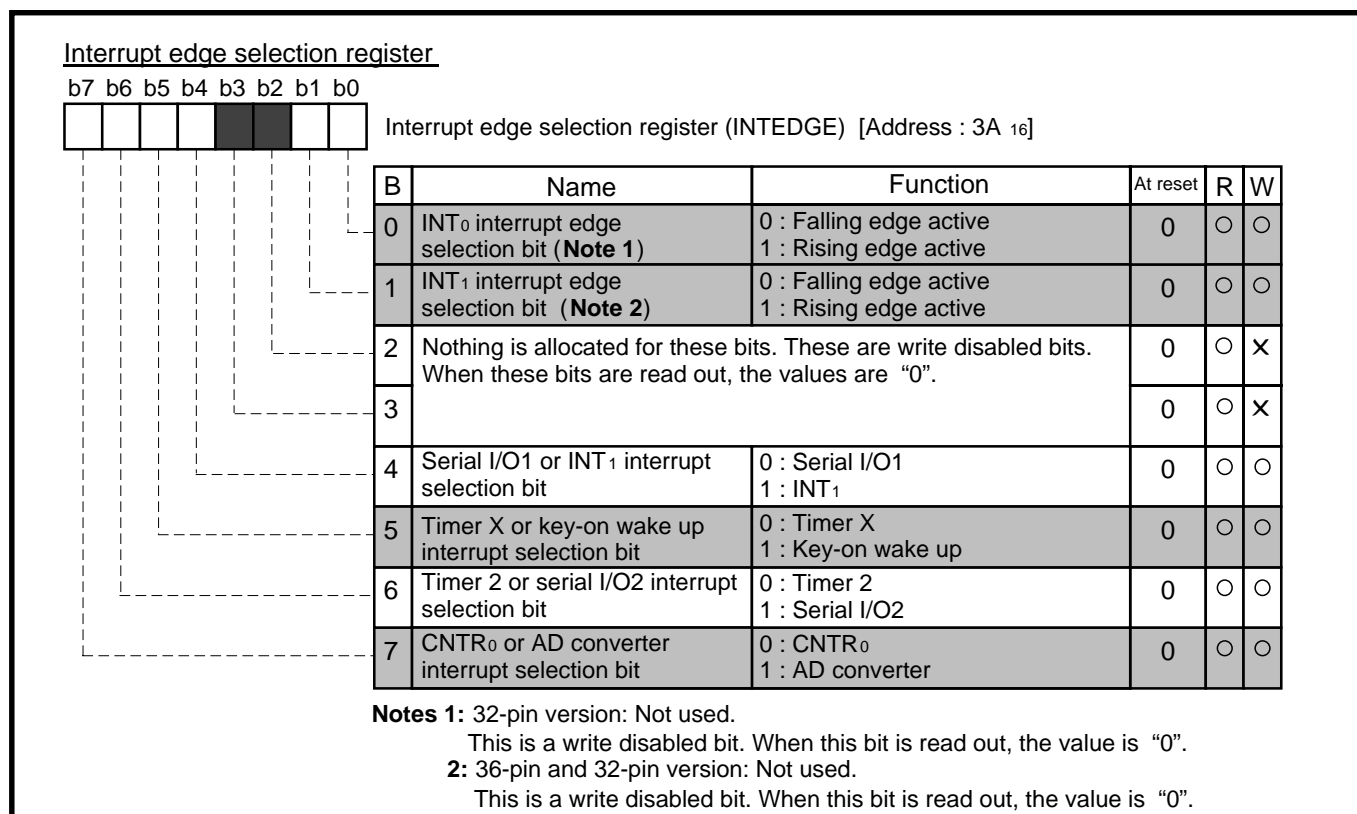 Interrupt edge selection register
b7 b6 b5 b4 b3 b2 b1 b0
Interrupt edge selection register (INTEDGE) [Address : 3A 16]
B Name Function At reset R W
0 INT0 interrupt edge selection bit (Note 1) 0 : Falling edge active 1 : Rising edge active 0 ○ ○
1 INT1 interrupt edge selection bit (Note 2) 0 : Falling edge active 1 : Rising edge active 0 ○ ○
2 Nothing is allocated for these bits. These are write disabled bits. 0 ○ ×
When these bits are read out, the values are “0”.
3 0 ○ ×
4 Serial I/O1 or INT1 interrupt selection bit 0 : Serial I/O1 1 : INT1 0 ○ ○
5 Timer X or key-on wake up interrupt selection bit 0 : Timer X 1 : Key-on wake up 0 ○ ○
6 Timer 2 or serial I/O2 interrupt selection bit 0 : Timer 2 1 : Serial I/O2 0 ○ ○
7 CNTR0 or AD converter interrupt selection bit 0 : CNTR0 1 : AD converter 0 ○ ○
Notes 1: 32-pin version: Not used.
This is a write disabled bit. When this bit is read out, the value is “0”.
2: 36-pin and 32-pin version: Not used.
This is a write disabled bit. When this bit is read out, the value is “0”.